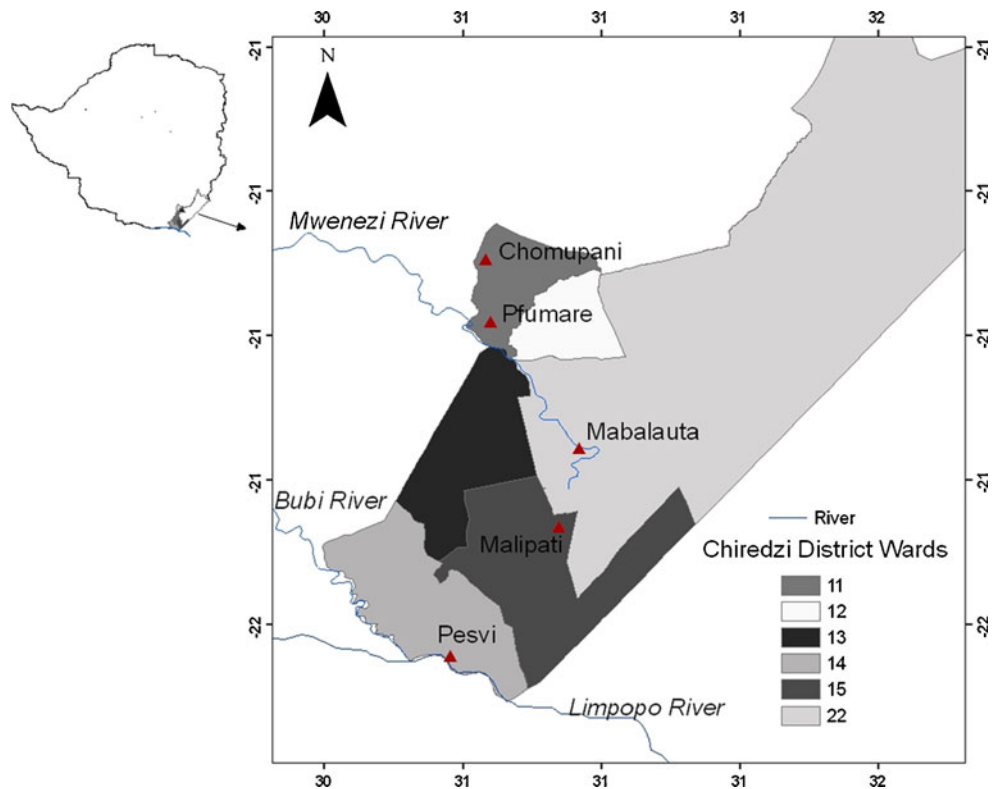 30 31 31 31 32
N
-21 -21
-21 -21
Mwenezi River
Chomupani
Pfumare
-21 -21
Mabalauta
-21 -21
Bubi River
River
Malipati
Chiredzi District Wards
11
12
-22 -22
13
Pesvi
14
15
Limpopo River
22
30 31 31 31 32